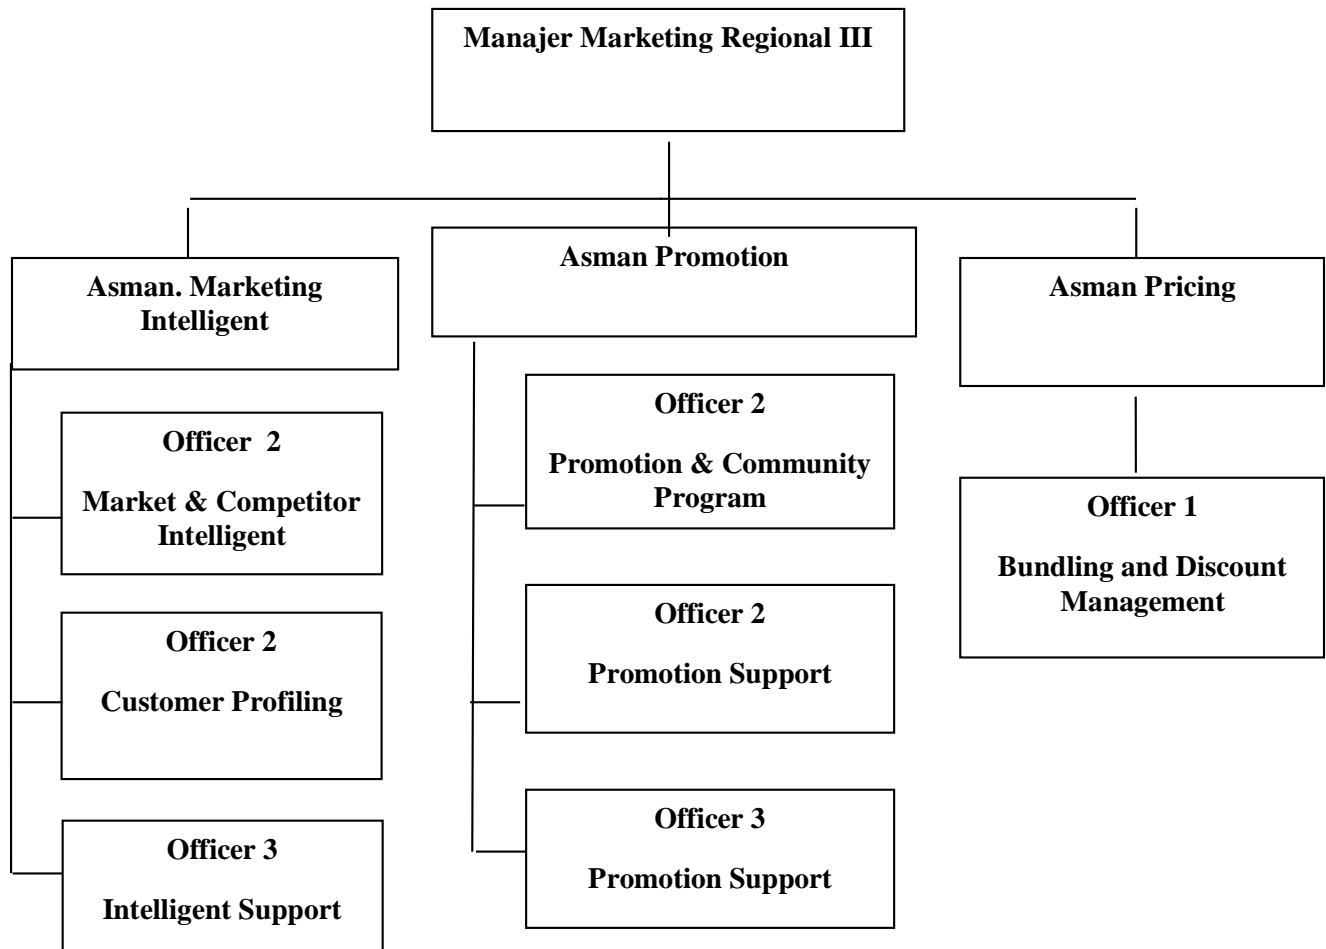 Manajer Marketing Regional III
Asman. Marketing
Intelligent
Officer 2
Market & Competitor
Intelligent
Officer 2
Customer Profiling
Officer 3
Intelligent Support
Asman Promotion
Officer 2
Promotion & Community
Program
Officer 2
Promotion Support
Officer 3
Promotion Support
Asman Pricing
Officer 1
Bundling and Discount
Management